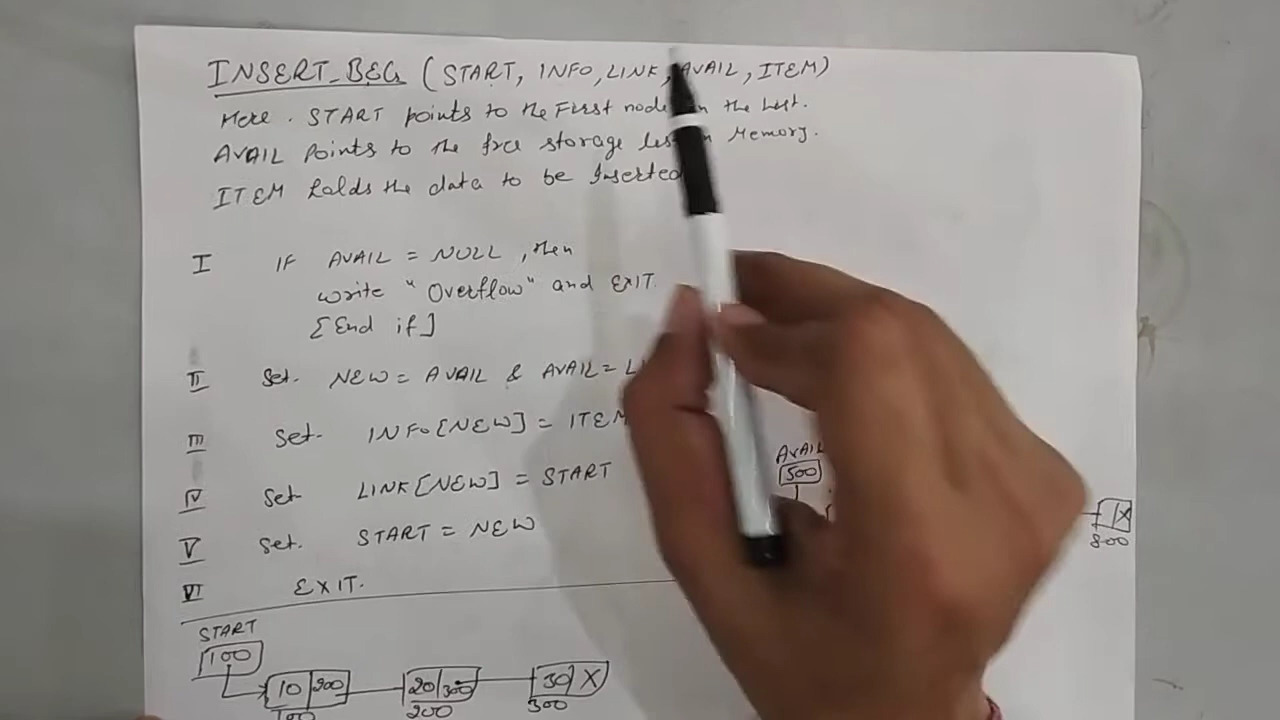 INSERT_BEG (START, INFO, LINK, AVAIL, ITEM)
Here . START points to the First node in the List.
AVAIL points to the free storage list in Memory.
ITEM holds the data to be Inserted
I IF AVAIL = NULL , then
write "Overflow" and EXIT.
[End if]
II Set. NEW = AVAIL & AVAIL =
III Set- INFO[NEW] = ITEM
IV Set LINK[NEW] = START
V Set. START = NEW
VI EXIT.
AVAIL
500
X
800
START
100
10 200
20 300
30 X
100
200
300